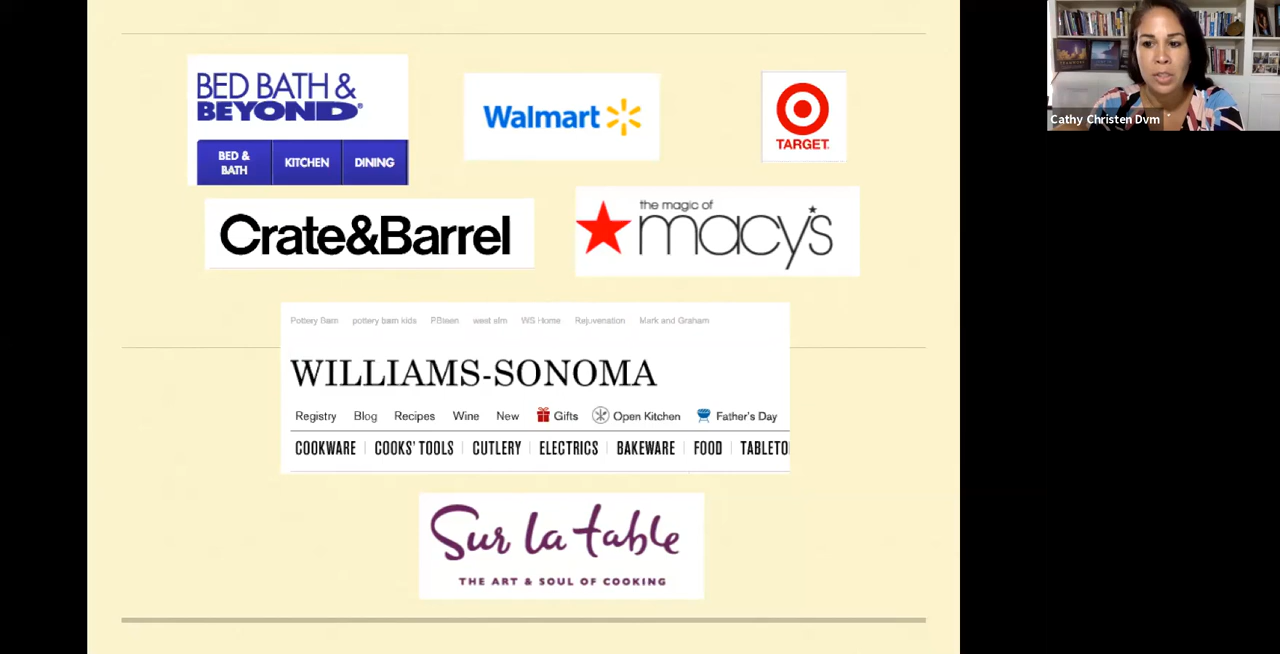 BED BATH &
BEYOND®
BED &
BATH
KITCHEN
DINING
Walmart
TARGET
Cathy Christen Dvm
Crate&Barrel
the magic of
macy's
Pottery Barn pottery barn kids PBteen west elm WS Home Rejuvenation Mark and Graham
WILLIAMS-SONOMA
Registry Blog Recipes Wine New Gifts Open Kitchen Father's Day
COOKWARE COOKS' TOOLS CUTLERY ELECTRICS BAKEWARE FOOD TABLETO
Sur la table
THE ART & SOUL OF COOKING